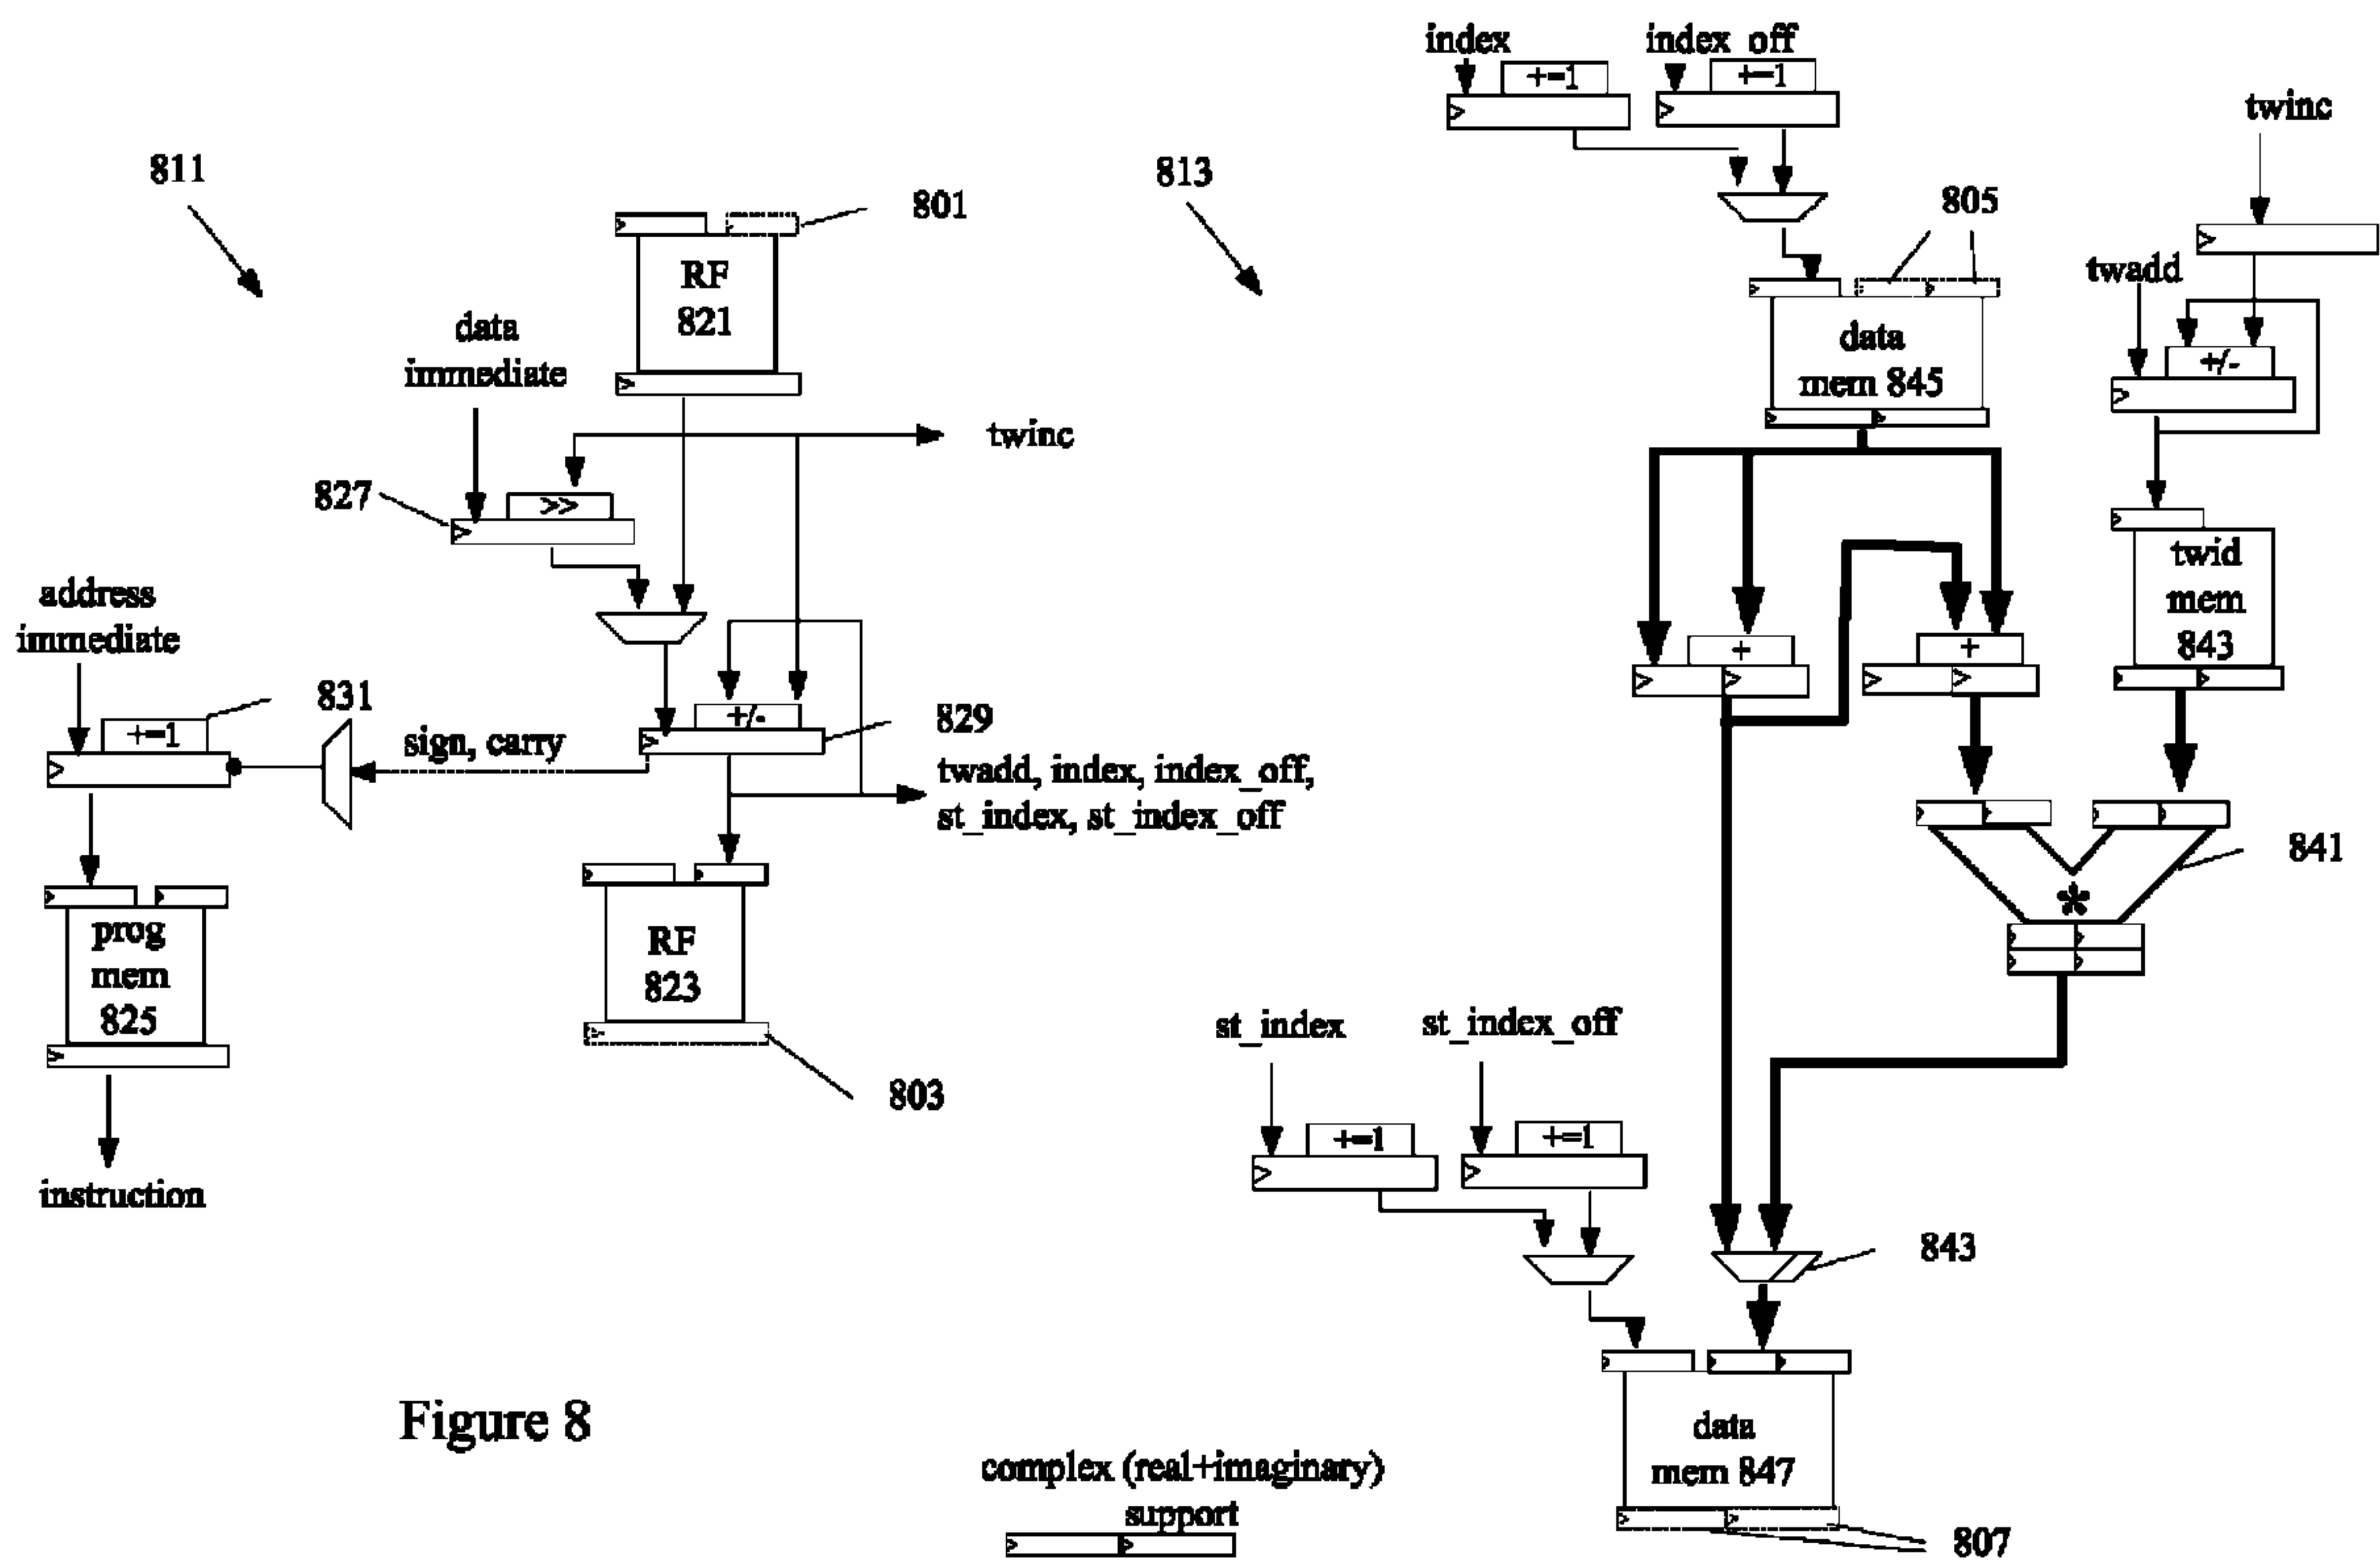 index
index_off
+=1
+=1
twinc
811
813
801
805
RF
821
twadd
data
immediate
data
mem 845
+/-
twinc
827
>>
twid
mem
843
address
immediate
+
+
831
+/-
829
+=1
sign, carry
twadd, index, index_off,
st_index, st_index_off
841
*
prog
mem
825
RF
823
st_index
st_index_off
803
+=1
+=1
instruction
843
Figure 8
data
mem 847
complex (real+imaginary)
support
807